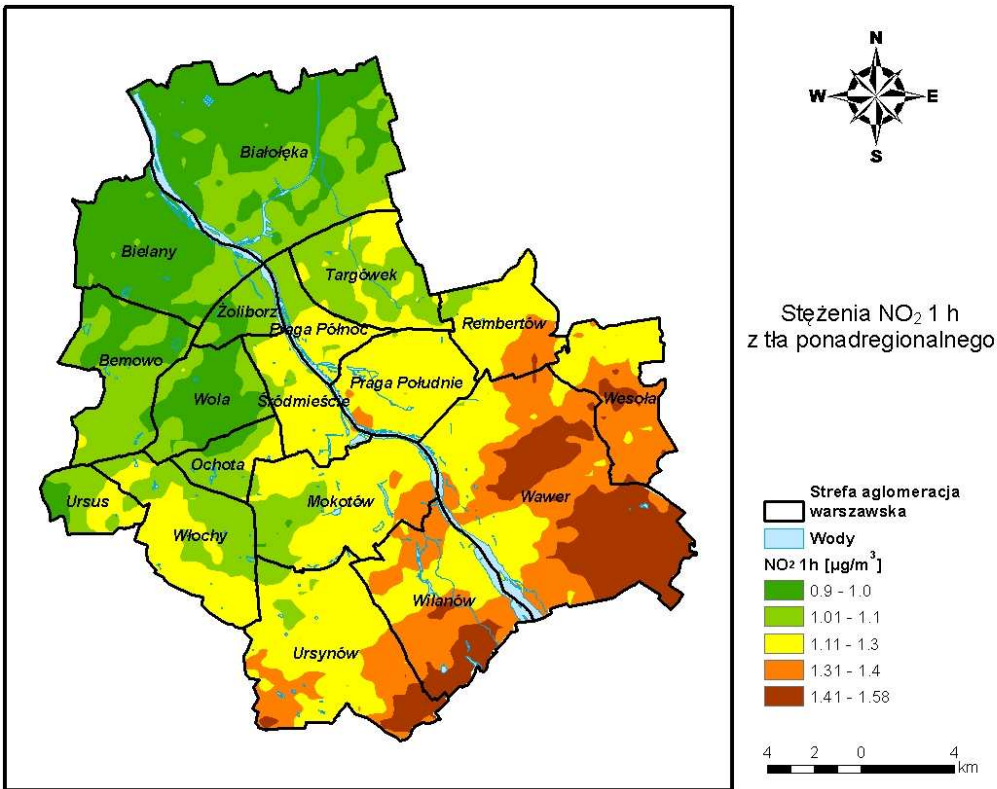 N
W E
S
Białołęka
Bielany
Targówek
Żoliborz
Praga Północ
Rembertów
Bemowo
Praga Południe
Wola
Śródmieście
Wesoła
Ochota
Ursus
Mokotów
Wawer
Włochy
Wilanów
Ursynów
Stężenia NO2 1 h
z tła ponadregionalnego
Strefa aglomeracja
warszawska
Wody
NO2 1h [µg/m³]
0.9 - 1.0
1.01 - 1.1
1.11 - 1.3
1.31 - 1.4
1.41 - 1.58
4 2 0 4
km